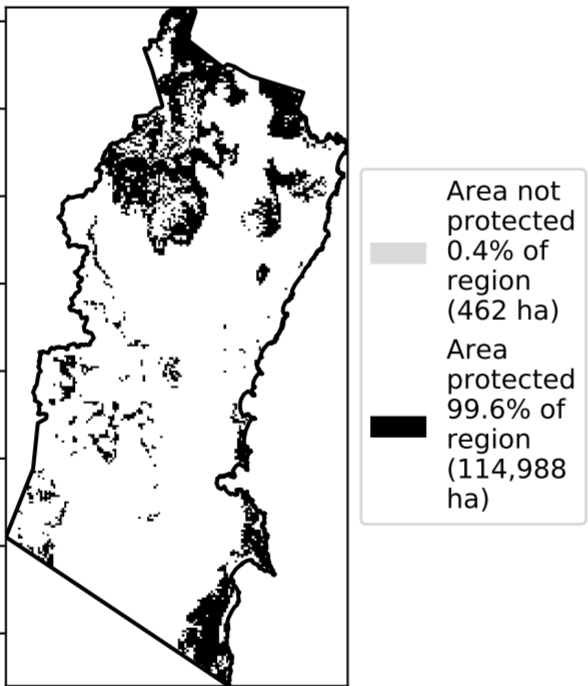 Area not
protected
0.4% of
region
(462 ha)
Area
protected
99.6% of
region
(114,988
ha)